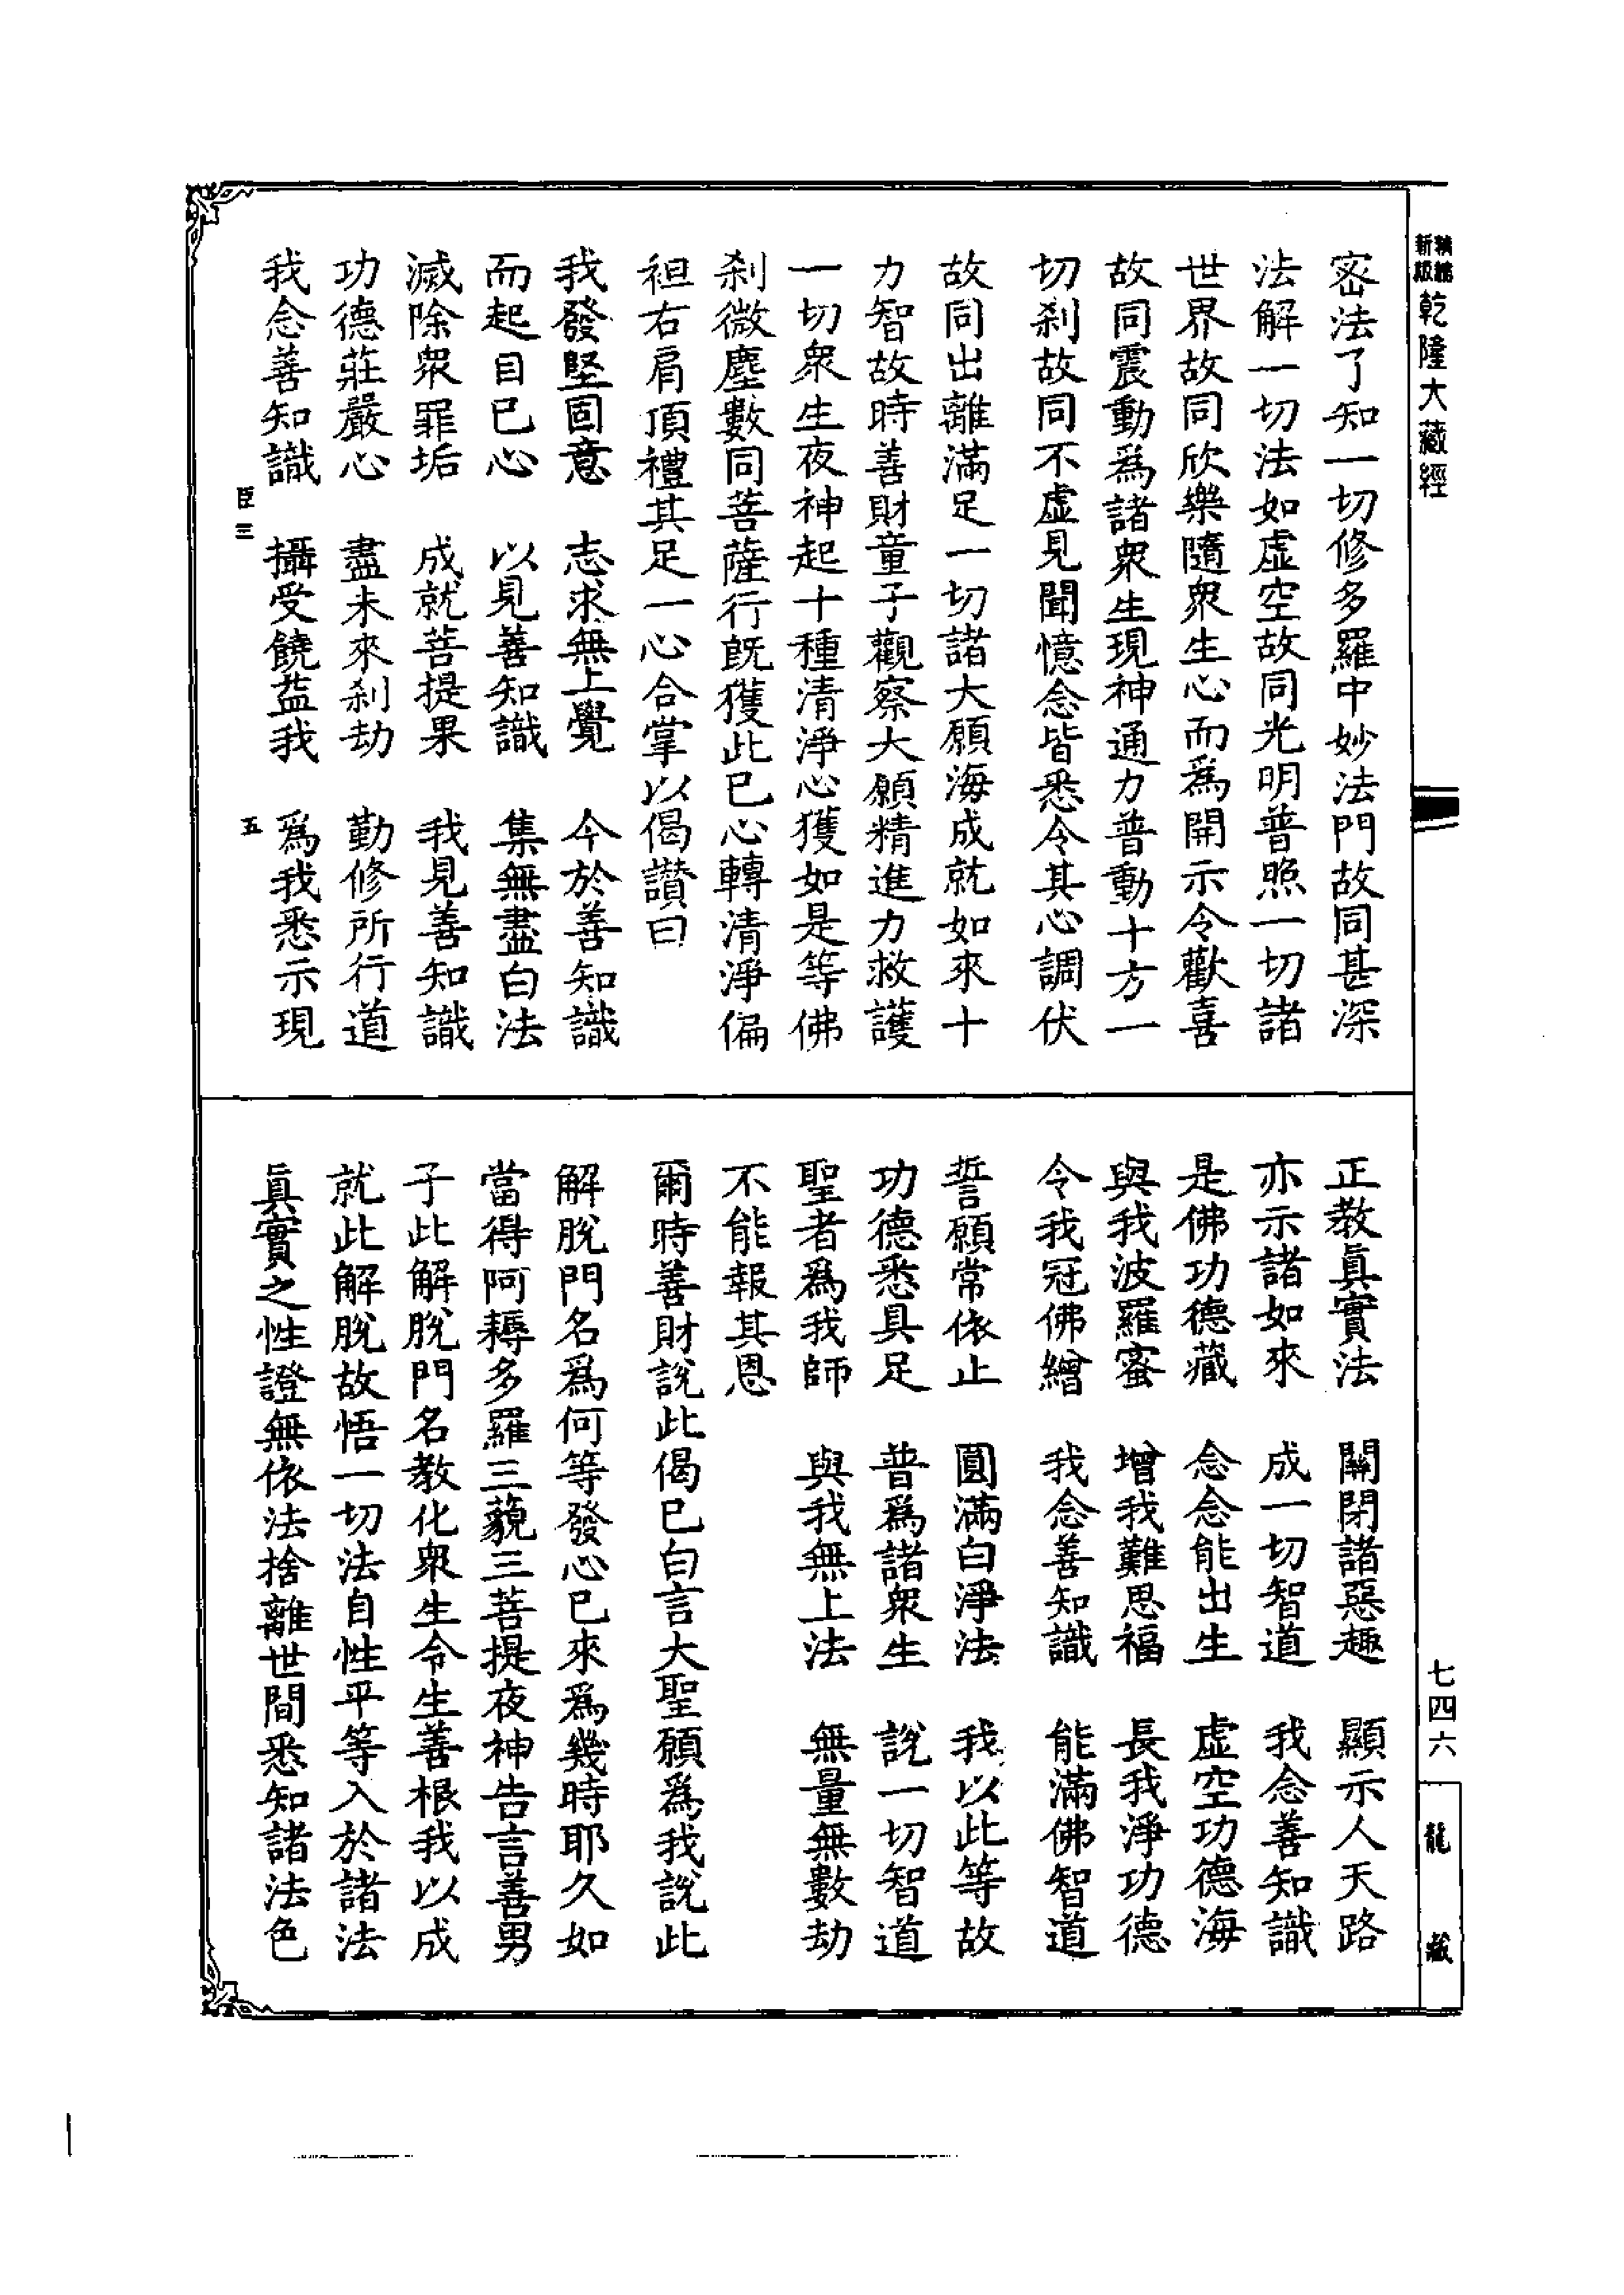 精編
新版
乾隆大藏經
密法了知一切修多羅中妙法門故同甚深
法解一切法如虛空故同光明普照一切諸
世界故同欣樂隨衆生心而爲開示令歡喜
故同震動爲諸衆生現神通力普動十方一
切刹故同不虛見聞憶念皆悉令其心調伏
故同出離滿足一切諸大願海成就如來十
力智故時善財童子觀察大願精進力救護
一切衆生夜神起十種清淨心獲如是等佛
刹微塵數同菩薩行旣獲此已心轉清淨偏
袒右肩頂禮其足一心合掌以偈讚曰
我發堅固意　志求無上覺　今於善知識
而起自己心　以見善知識　集無盡白法
滅除衆罪垢　成就菩提果　我見善知識
功德莊嚴心　盡未來刹劫　勤修所行道
我念善知識　攝受饒益我　爲我悉示現
臣三　五
正教眞實法　關閉諸惡趣　顯示人天路
亦示諸如來　成一切智道　我念善知識
是佛功德藏　念念能出生　虛空功德海
與我波羅蜜　增我難思福　長我淨功德
令我冠佛繒　我念善知識　能滿佛智道
誓願常依止　圓滿白淨法　我以此等故
功德悉具足　普爲諸衆生　說一切智道
聖者爲我師　與我無上法　無量無數劫
不能報其恩
爾時善財說此偈已白言大聖願爲我說此
解脫門名爲何等發心已來爲幾時耶久如
當得阿耨多羅三藐三菩提夜神告言善男
子此解脫門名教化衆生令生善根我以成
就此解脫故悟一切法自性平等入於諸法
眞實之性證無依法捨離世間悉知諸法色
七四六
龍藏